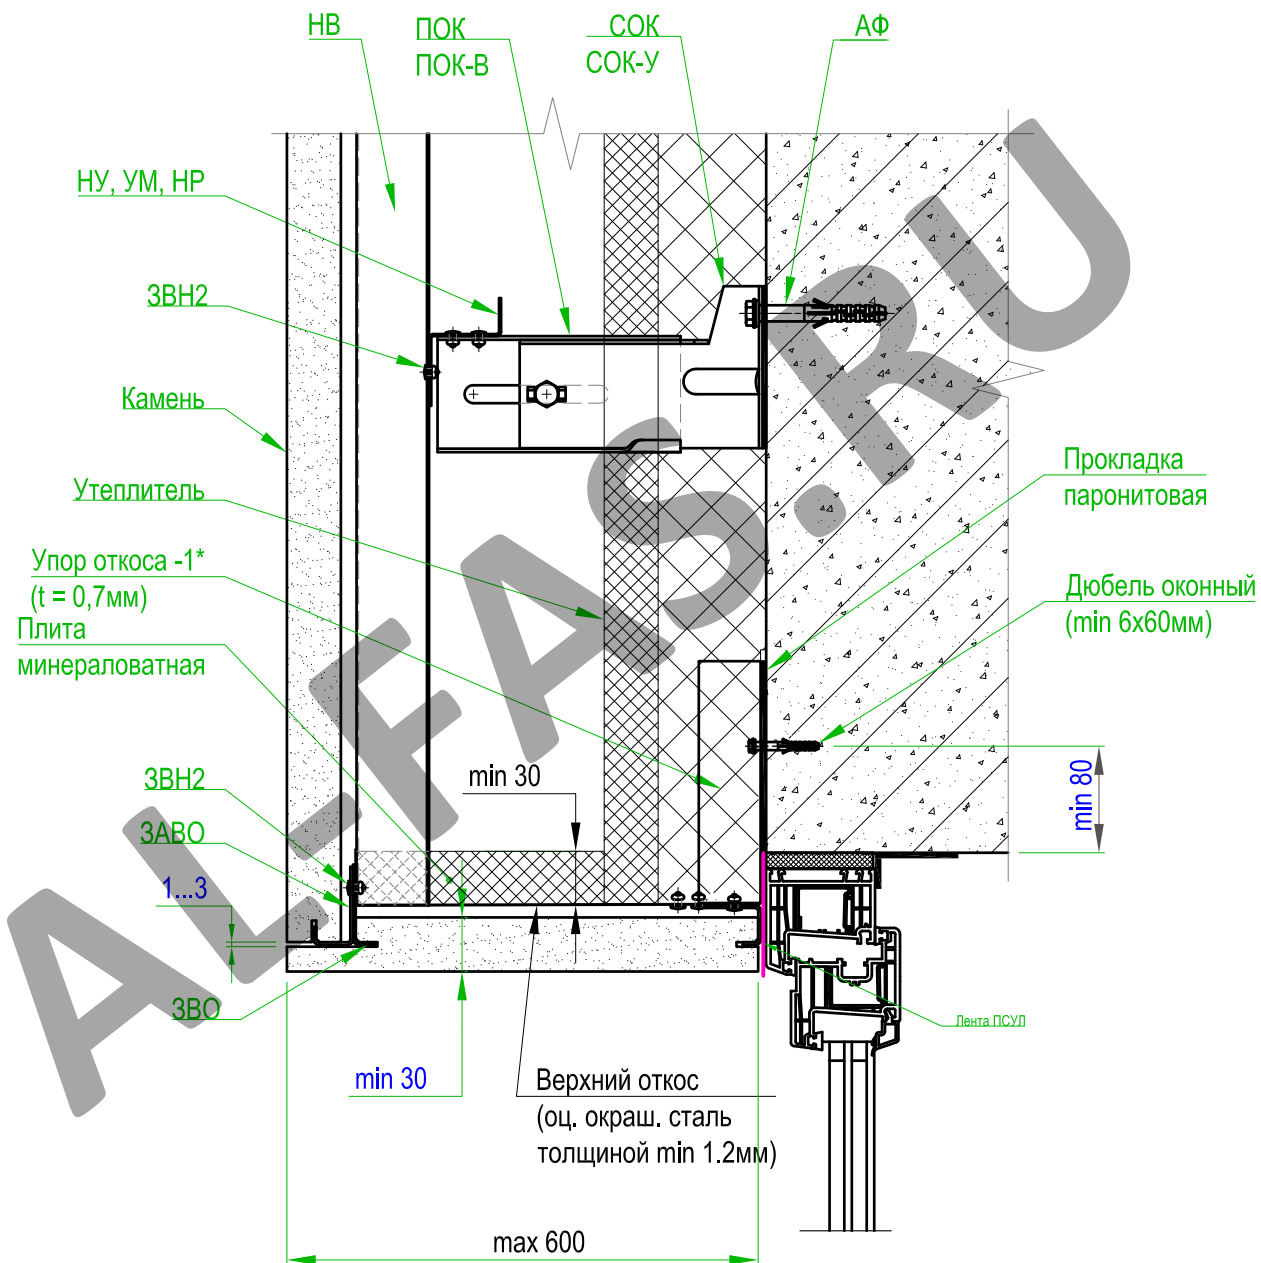 НВ
ПОК
ПОК-В
СОК
СОК-У
АФ
НУ, УМ, НР
ЗВН2
Камень
Утеплитель
Упор откоса -1*
(t = 0,7мм)
Плита
минераловатная
Прокладка
паронитовая
Дюбель оконный
(min 6х60мм)
min 30
min 80
ЗВН2
ЗАВО
1...3
ЗВО
Лента ПСУЛ
min 30
Верхний откос
(оц. окраш. сталь
толщиной min 1.2мм)
max 600
AL-FAS.RU